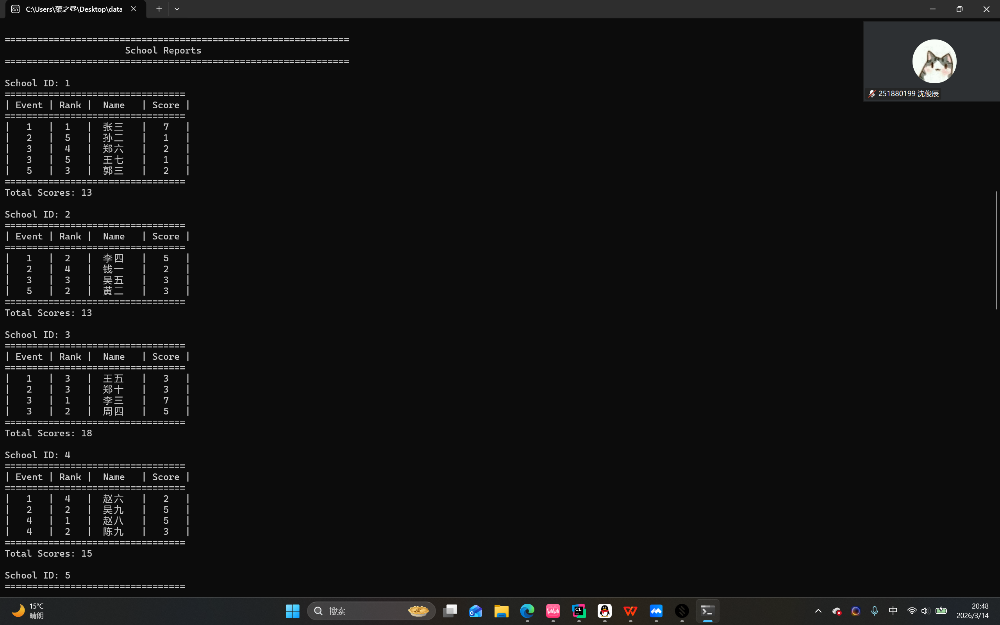 C:\Users\蕖之昼\Desktop\data
===============================================================
School Reports
===============================================================
251880199 沈俊辰
School ID: 1
=================================
| Event | Rank |  Name   | Score |
=================================
|   1   |  1   |  张三   |   7   |
|   2   |  5   |  孙二   |   1   |
|   3   |  4   |  郑六   |   2   |
|   3   |  5   |  王七   |   1   |
|   5   |  3   |  郭三   |   2   |
=================================
Total Scores: 13
School ID: 2
=================================
| Event | Rank |  Name   | Score |
=================================
|   1   |  2   |  李四   |   5   |
|   2   |  4   |  钱一   |   2   |
|   3   |  3   |  吴五   |   3   |
|   5   |  2   |  黄二   |   3   |
=================================
Total Scores: 13
School ID: 3
=================================
| Event | Rank |  Name   | Score |
=================================
|   1   |  3   |  王五   |   3   |
|   2   |  3   |  郑十   |   3   |
|   3   |  1   |  李三   |   7   |
|   3   |  2   |  周四   |   5   |
=================================
Total Scores: 18
School ID: 4
=================================
| Event | Rank |  Name   | Score |
=================================
|   1   |  4   |  赵六   |   2   |
|   2   |  2   |  吴九   |   5   |
|   4   |  1   |  赵八   |   5   |
|   4   |  2   |  陈九   |   3   |
=================================
Total Scores: 15
School ID: 5
=================================
15°C
晴朗
搜索
bilibili
CL
中
20:48
2026/3/14